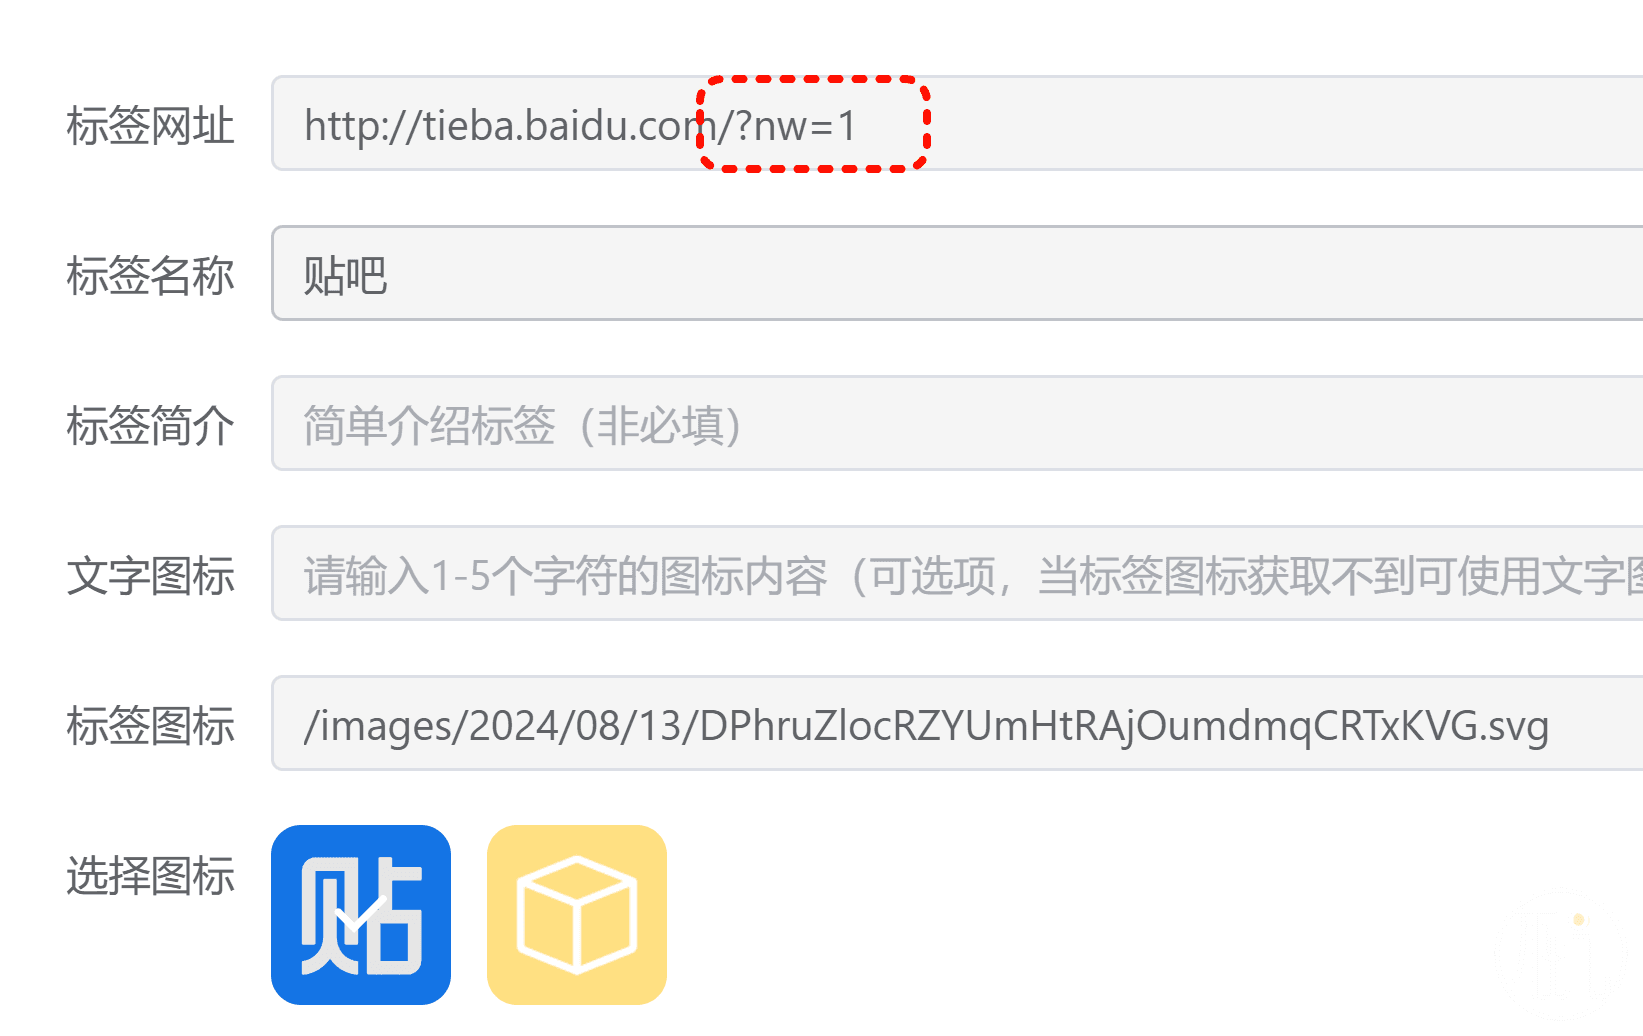 标签网址 http://tieba.baidu.com/?nw=1
标签名称 贴吧
标签简介 简单介绍标签（非必填）
文字图标 请输入1-5个字符的图标内容（可选项，当标签图标获取不到可使用文字图
标签图标 /images/2024/08/13/DPhruZlocRZYUmHtRAjOumdmqCRTxKVG.svg
选择图标 贴